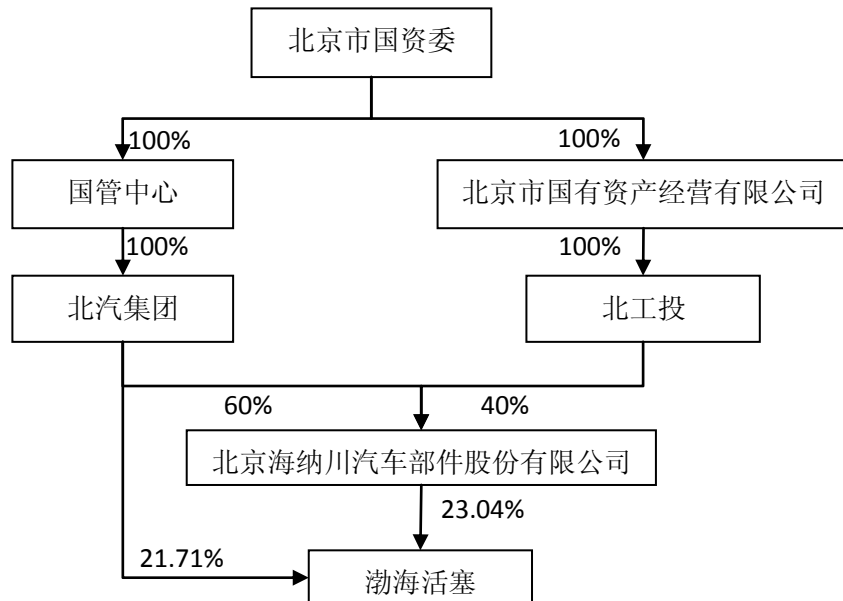 北京市国资委
100%
100%
国管中心
北京市国有资产经营有限公司
100%
100%
北汽集团
北工投
60%
40%
北京海纳川汽车部件股份有限公司
23.04%
21.71%
渤海活塞